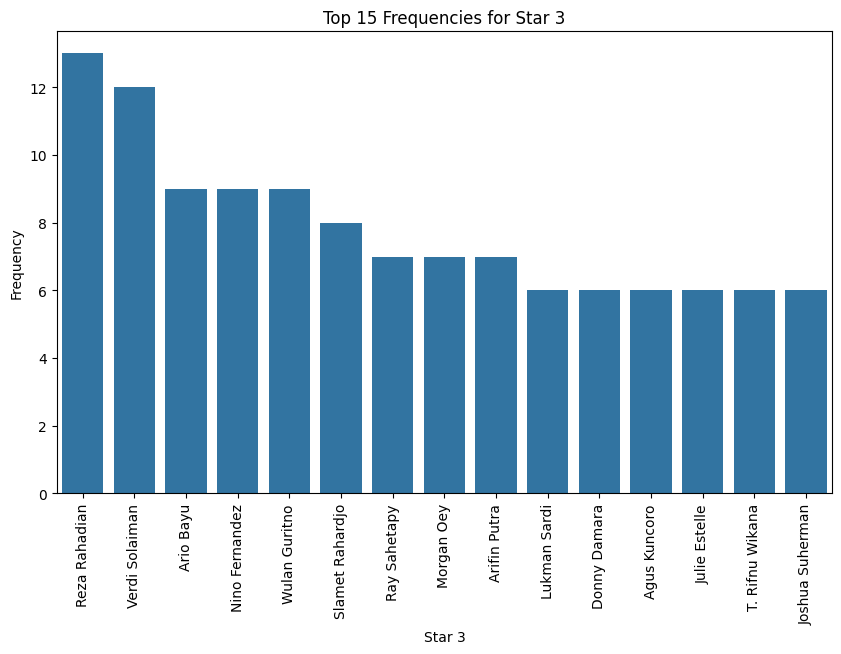 Top 15 Frequencies for Star 3
Frequency
12
10
8
6
4
2
0
Reza Rahadian
Verdi Solaiman
Ario Bayu
Nino Fernandez
Wulan Guritno
Slamet Rahardjo
Ray Sahetapy
Morgan Oey
Arifin Putra
Lukman Sardi
Donny Damara
Agus Kuncoro
Julie Estelle
T. Rifnu Wikana
Joshua Suherman
Star 3